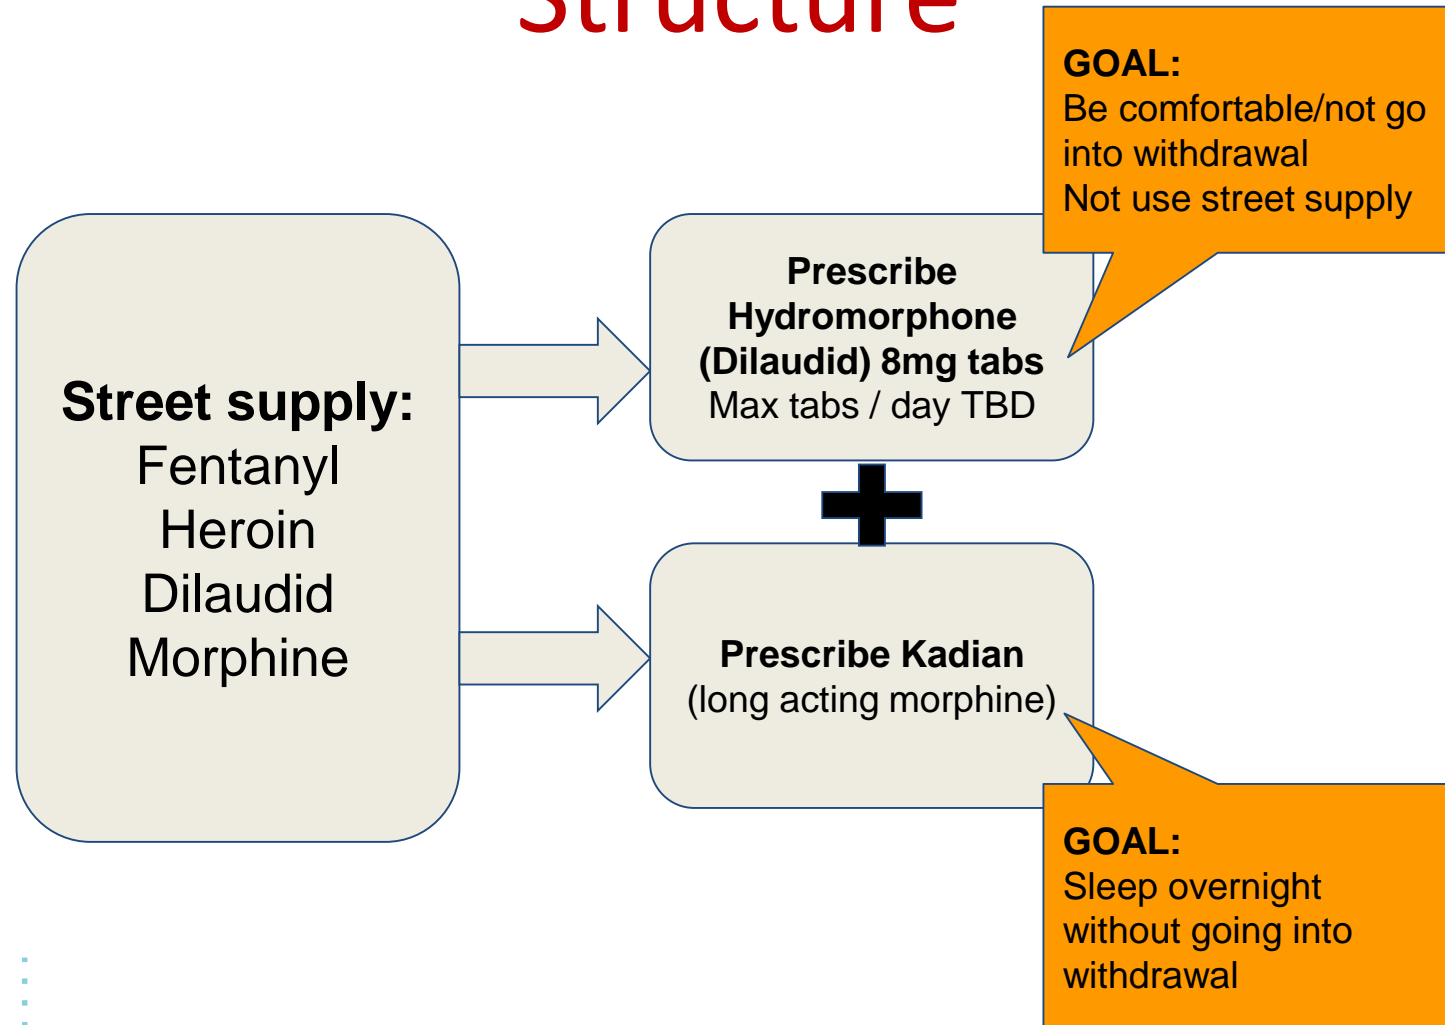 Structure
GOAL:
Be comfortable/not go
into withdrawal
Not use street supply
Prescribe
Hydromorphone
(Dilaudid) 8mg tabs
Max tabs / day TBD
Street supply:
Fentanyl
Heroin
Dilaudid
Morphine
Prescribe Kadian
(long acting morphine)
GOAL:
Sleep overnight
without going into
withdrawal